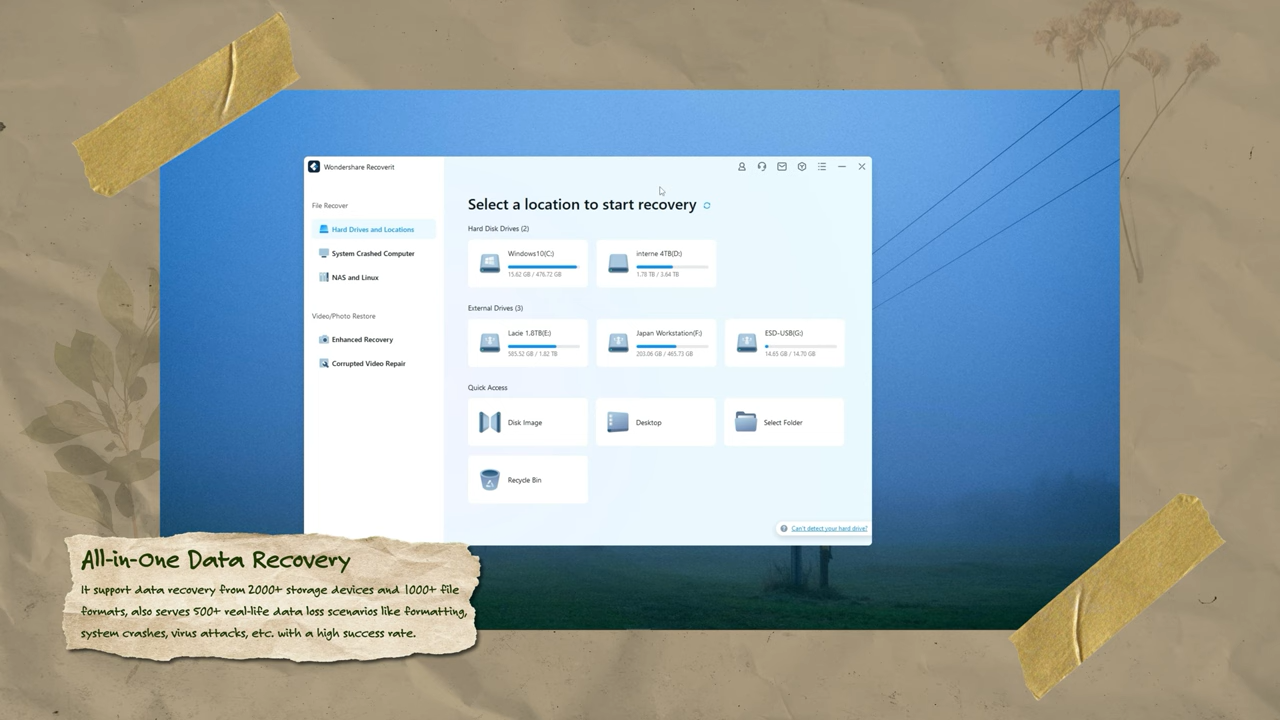 Wondershare Recoverit
File Recover
Hard Drives and Locations
System Crashed Computer
NAS and Linux
Video/Photo Restore
Enhanced Recovery
Corrupted Video Repair
Select a location to start recovery
Hard Disk Drives (2)
Windows10(C:)
15.62 GB / 476.72 GB
interne 4TB(D:)
1.78 TB / 3.64 TB
External Drives (3)
Lacie 1.8TB(E:)
585.52 GB / 1.82 TB
Japan Workstation(F:)
203.06 GB / 465.73 GB
ESD-USB(G:)
14.65 GB / 14.70 GB
Quick Access
Disk Image
Desktop
Select Folder
Recycle Bin
Can't detect your hard drive?
All-in-One Data Recovery
It support data recovery from 2000+ storage devices and 1000+ file
formats, also serves 500+ real-life data loss scenarios like formatting,
system crashes, virus attacks, etc. with a high success rate.